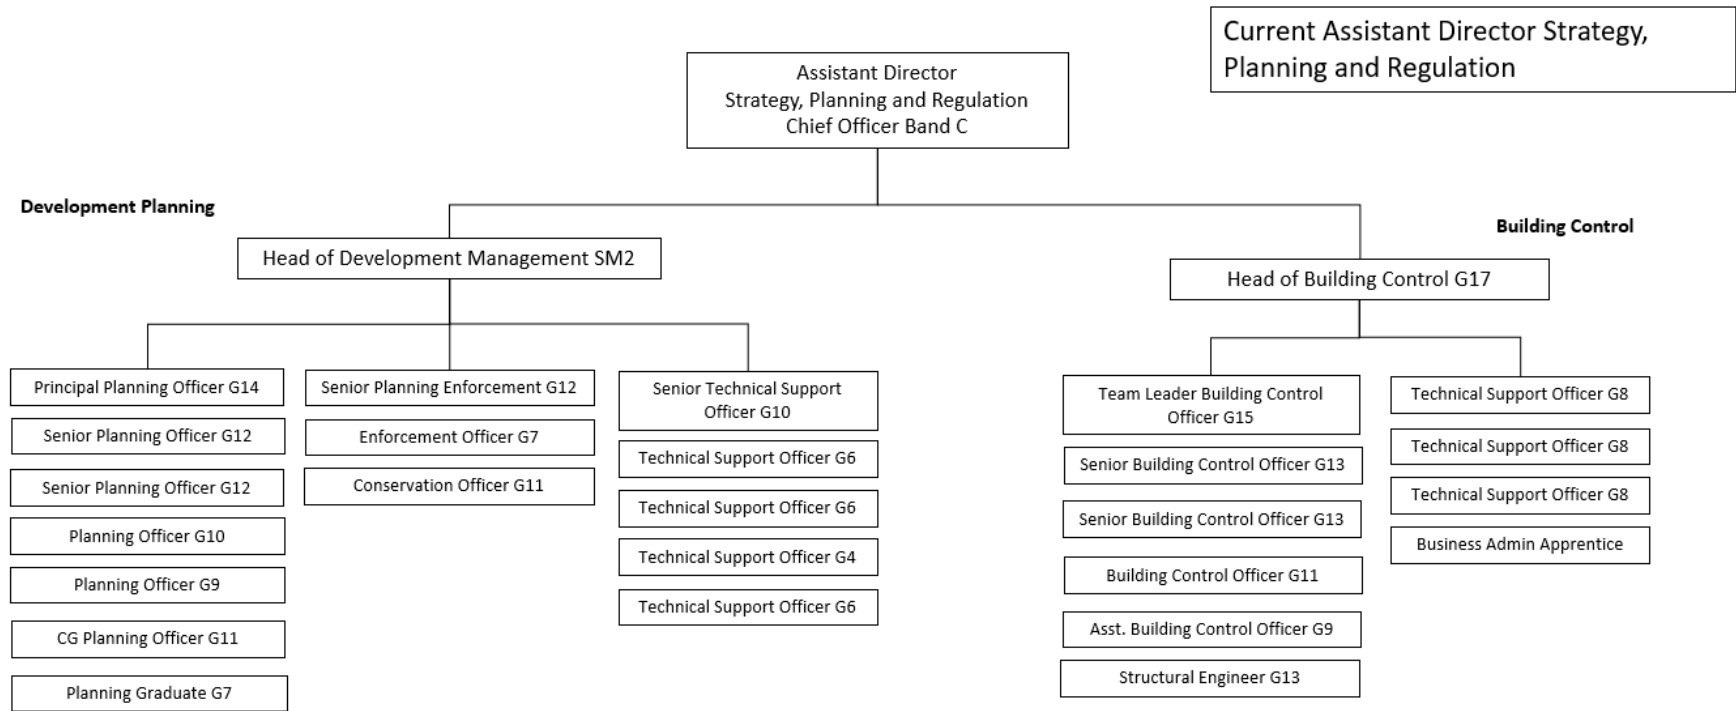 Current Assistant Director Strategy,
Planning and Regulation
Assistant Director
Strategy, Planning and Regulation
Chief Officer Band C
Development Planning
Building Control
Head of Development Management SM2
Head of Building Control G17
Principal Planning Officer G14
Senior Planning Officer G12
Senior Planning Officer G12
Planning Officer G10
Planning Officer G9
CG Planning Officer G11
Planning Graduate G7
Senior Planning Enforcement G12
Enforcement Officer G7
Conservation Officer G11
Senior Technical Support
Officer G10
Technical Support Officer G6
Technical Support Officer G6
Technical Support Officer G4
Technical Support Officer G6
Team Leader Building Control
Officer G15
Senior Building Control Officer G13
Senior Building Control Officer G13
Building Control Officer G11
Asst. Building Control Officer G9
Structural Engineer G13
Technical Support Officer G8
Technical Support Officer G8
Technical Support Officer G8
Business Admin Apprentice